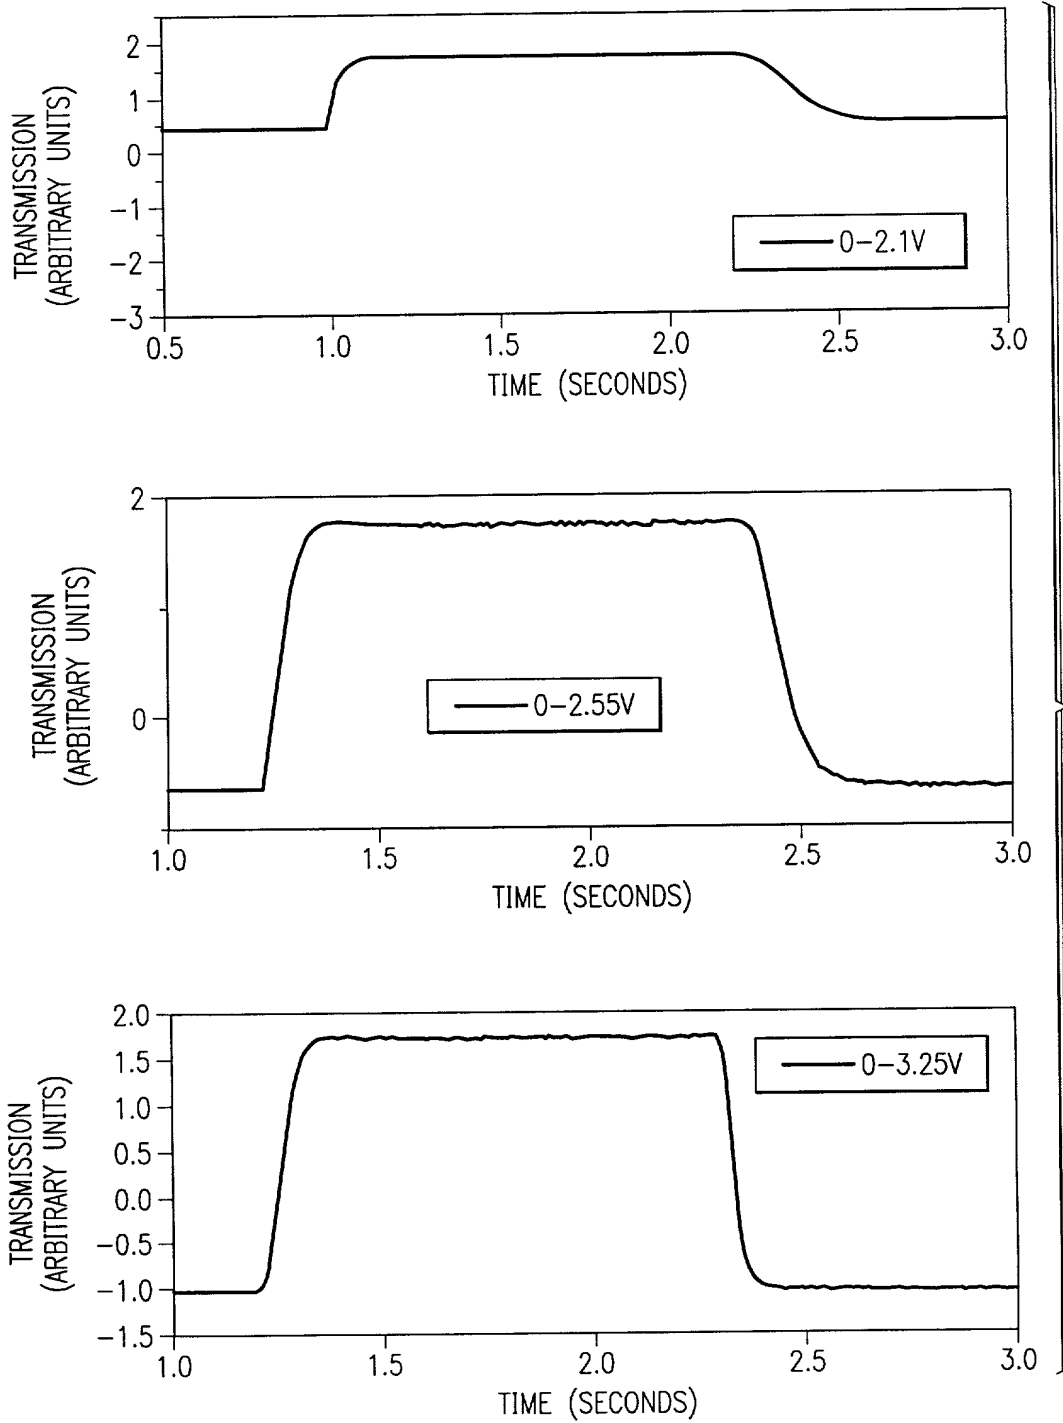 TRANSMISSION
(ARBITRARY UNITS)
2
1
0
−1
−2
−3
0−2.1V
0.5
1.0
1.5
2.0
2.5
3.0
TIME (SECONDS)
TRANSMISSION
(ARBITRARY UNITS)
2
0
0−2.55V
1.0
1.5
2.0
2.5
3.0
TIME (SECONDS)
TRANSMISSION
(ARBITRARY UNITS)
2.0
1.5
1.0
0.5
0.0
−0.5
−1.0
−1.5
0−3.25V
1.0
1.5
2.0
2.5
3.0
TIME (SECONDS)